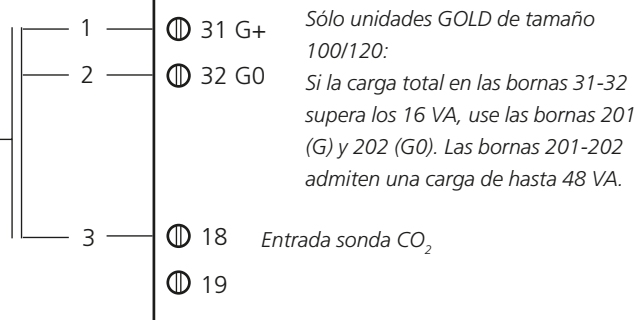 1 31 G+
2 32 G0
Sólo unidades GOLD de tamaño
100/120:
Si la carga total en las bornas 31-32
supera los 16 VA, use las bornas 201
(G) y 202 (G0). Las bornas 201-202
admiten una carga de hasta 48 VA.
3 18 Entrada sonda CO₂
19